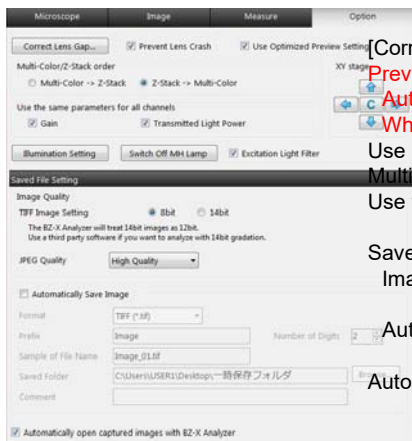 Microscope Image Measure Option
Correct Lens Gap... Prevent Lens Crash Use Optimized Preview Setting
Multi-Color/Z-Stack order XY stage
Multi-Color -> Z-Stack Z-Stack -> Multi-Color
C
Use the same parameters for all channels
Gain Transmitted Light Power
Illumination Setting Switch Off MH Lamp Excitation Light Filter
Saved File Setting
Image Quality
TIFF Image Setting 8bit 14bit
The BZ-X Analyzer will treat 14bit images as 12bit.
Use a third party software if you want to analyze with 14bit gradation.
JPEG Quality High Quality
Automatically Save Image
Format TIFF (*.tif)
Prefix Image Number of Digits 2
Sample of File Name Image_01.tif
Saved Folder C:\Users\USER1\Desktop\一時保存フォルダ
Comment
Automatically open captured images with BZ-X Analyzer
[Corr
Prev
Aut
Wh
Use
Multi
Use
Save
Ima
Aut
Auto